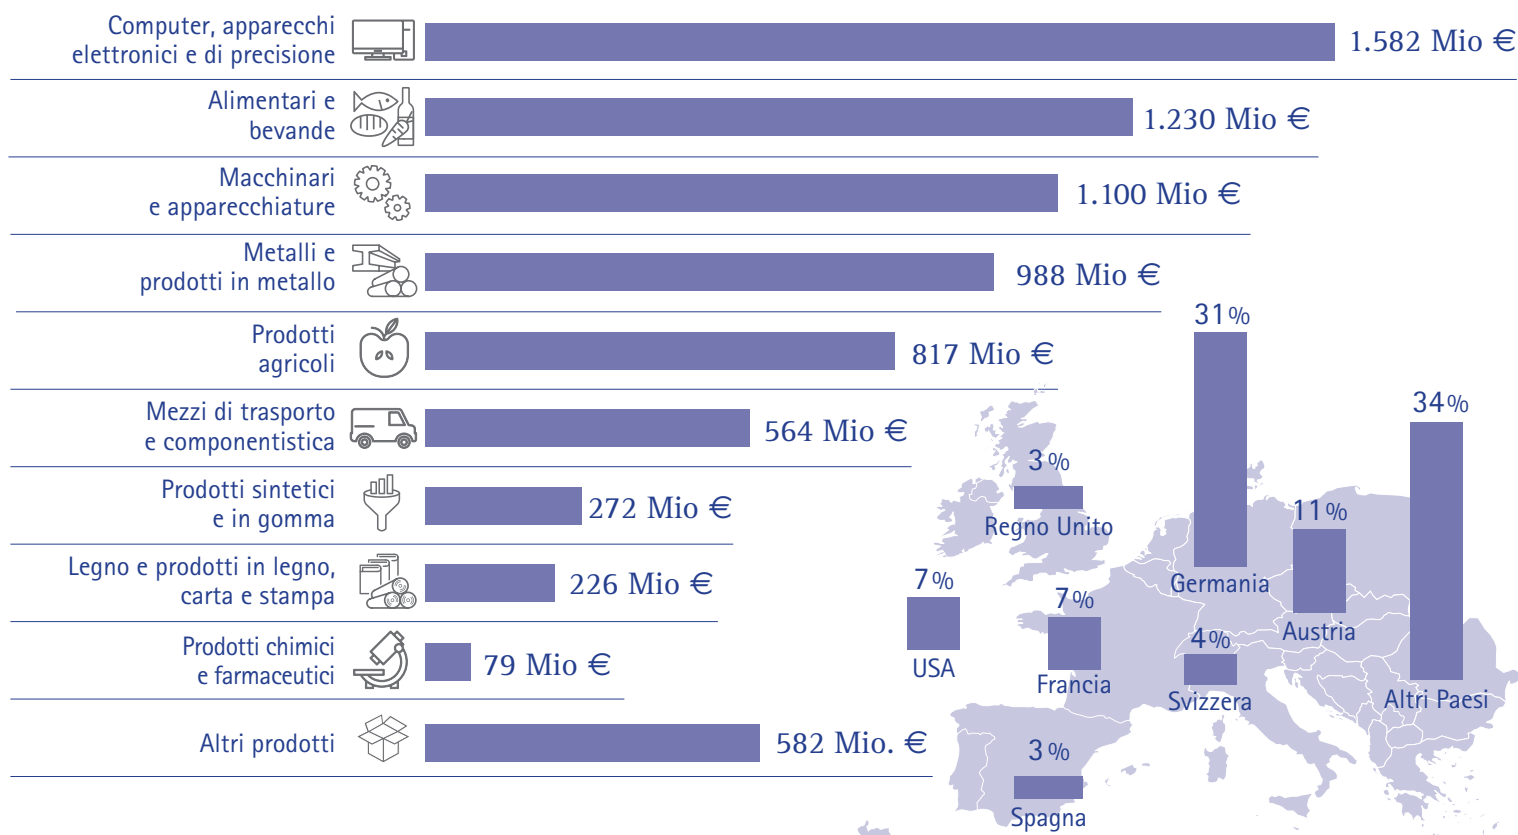 Computer, apparecchi
elettronici e di precisione
1.582 Mio €
Alimentari e
bevande
1.230 Mio €
Macchinari
e apparecchiature
1.100 Mio €
Metalli e
prodotti in metallo
988 Mio €
Prodotti
agricoli
817 Mio €
Mezzi di trasporto
e componentistica
564 Mio €
Prodotti sintetici
e in gomma
272 Mio €
Legno e prodotti in legno,
carta e stampa
226 Mio €
Prodotti chimici
e farmaceutici
79 Mio €
Altri prodotti
582 Mio. €
31%
Germania
34%
Altri Paesi
3%
Regno Unito
11%
Austria
7%
USA
7%
Francia
4%
Svizzera
3%
Spagna